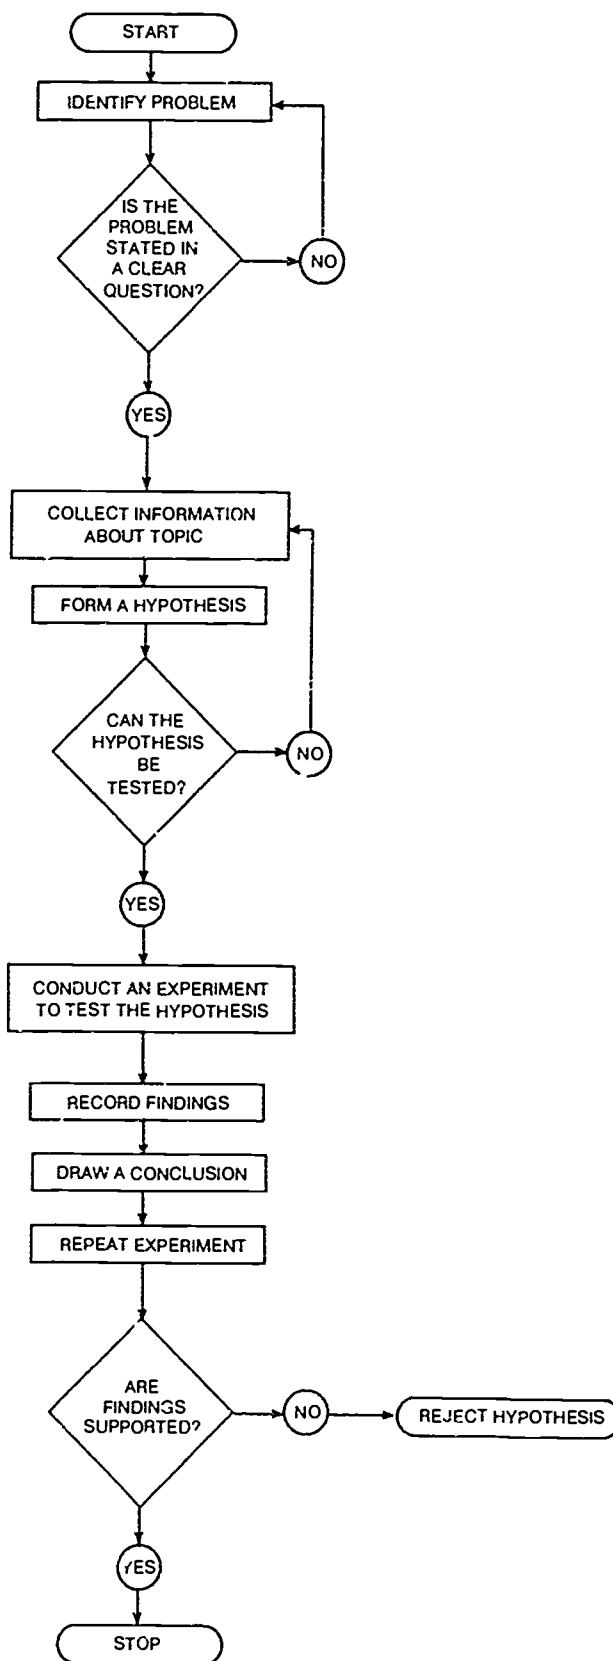 START
IDENTIFY PROBLEM
IS THE
PROBLEM
STATED IN
A CLEAR
QUESTION?
NO
YES
COLLECT INFORMATION
ABOUT TOPIC
FORM A HYPOTHESIS
CAN THE
HYPOTHESIS
BE
TESTED?
NO
YES
CONDUCT AN EXPERIMENT
TO TEST THE HYPOTHESIS
RECORD FINDINGS
DRAW A CONCLUSION
REPEAT EXPERIMENT
ARE
FINDINGS
SUPPORTED?
NO
REJECT HYPOTHESIS
YES
STOP